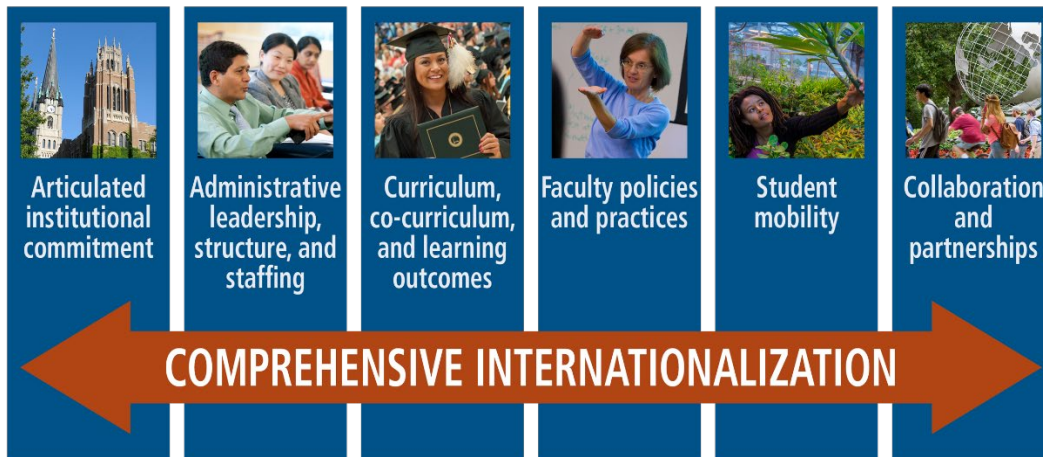 Articulated
institutional
commitment
Administrative
leadership,
structure, and
staffing
Curriculum,
co-curriculum,
and learning
outcomes
Faculty policies
and practices
Student
mobility
Collaboration
and
partnerships
COMPREHENSIVE INTERNATIONALIZATION